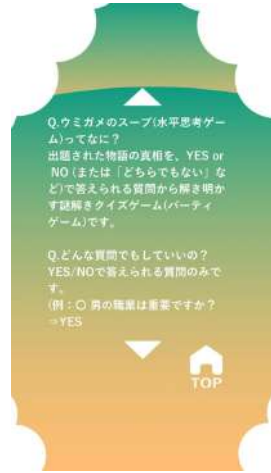 Q.ウミガメのスープ(水平思考ゲー
ム)ってなに？
出題された物語の真相を、YES or
NO (または「どちらでもない」な
ど)で答えられる質問から解き明か
す謎解きクイズゲーム(パーティ
ゲーム)です。
Q.どんな質問でもしていいの？
YES/NOで答えられる質問のみで
す。
(例：〇 男の職業は重要ですか？
⇒YES
TOP